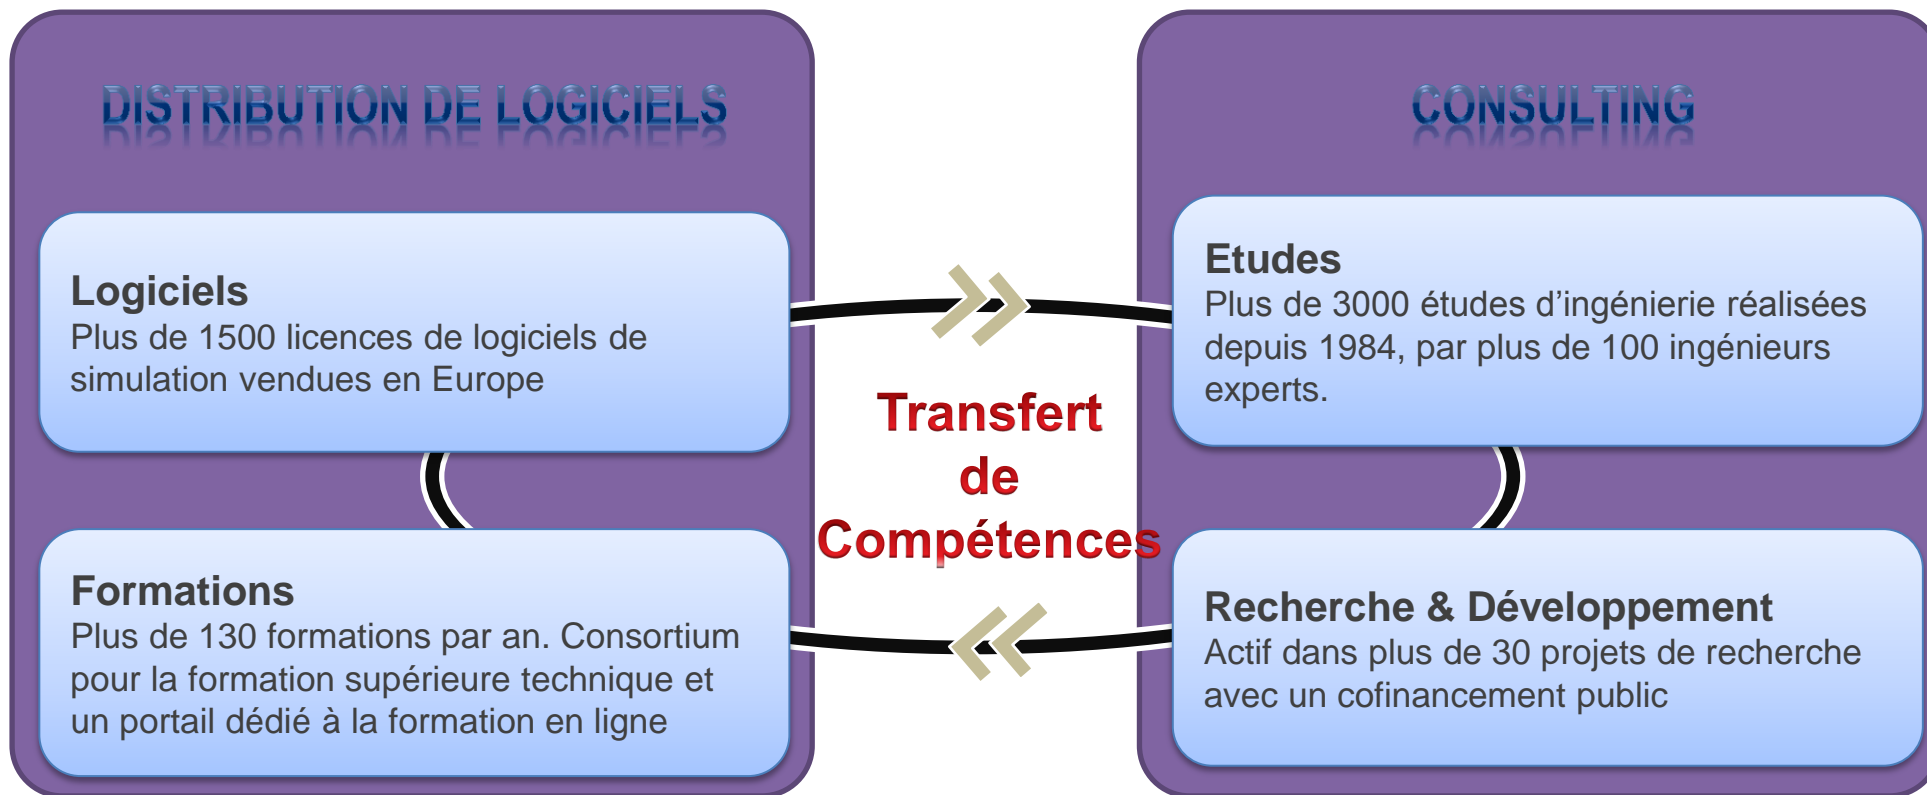 DISTRIBUTION DE LOGICIELS
Logiciels
Plus de 1500 licences de logiciels de
simulation vendues en Europe
Formations
Plus de 130 formations par an. Consortium
pour la formation supérieure technique et
un portail dédié à la formation en ligne
Transfert
de
Compétences
CONSULTING
Etudes
Plus de 3000 études d’ingénierie réalisées
depuis 1984, par plus de 100 ingénieurs
experts.
Recherche & Développement
Actif dans plus de 30 projets de recherche
avec un cofinancement public